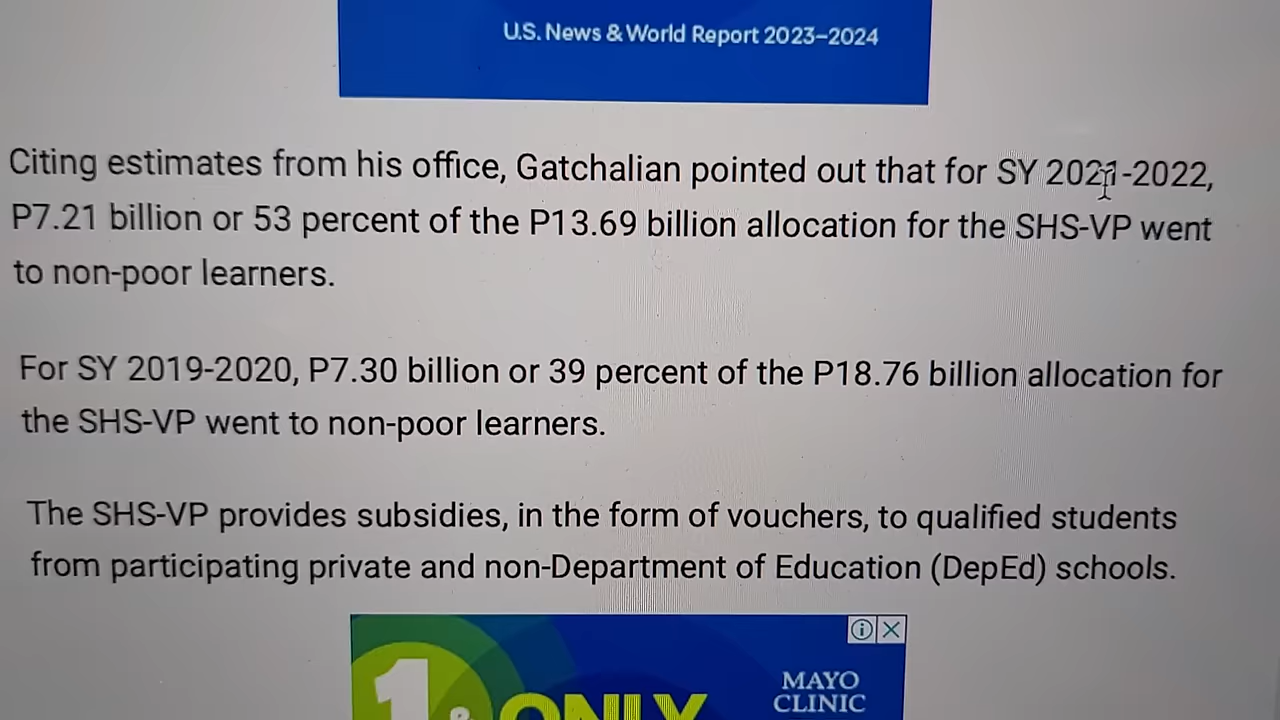 U.S. News & World Report 2023–2024
Citing estimates from his office, Gatchalian pointed out that for SY 2021-2022,
P7.21 billion or 53 percent of the P13.69 billion allocation for the SHS-VP went
to non-poor learners.
For SY 2019-2020, P7.30 billion or 39 percent of the P18.76 billion allocation for
the SHS-VP went to non-poor learners.
The SHS-VP provides subsidies, in the form of vouchers, to qualified students
from participating private and non-Department of Education (DepEd) schools.
1 & ONLY
MAYO
CLINIC